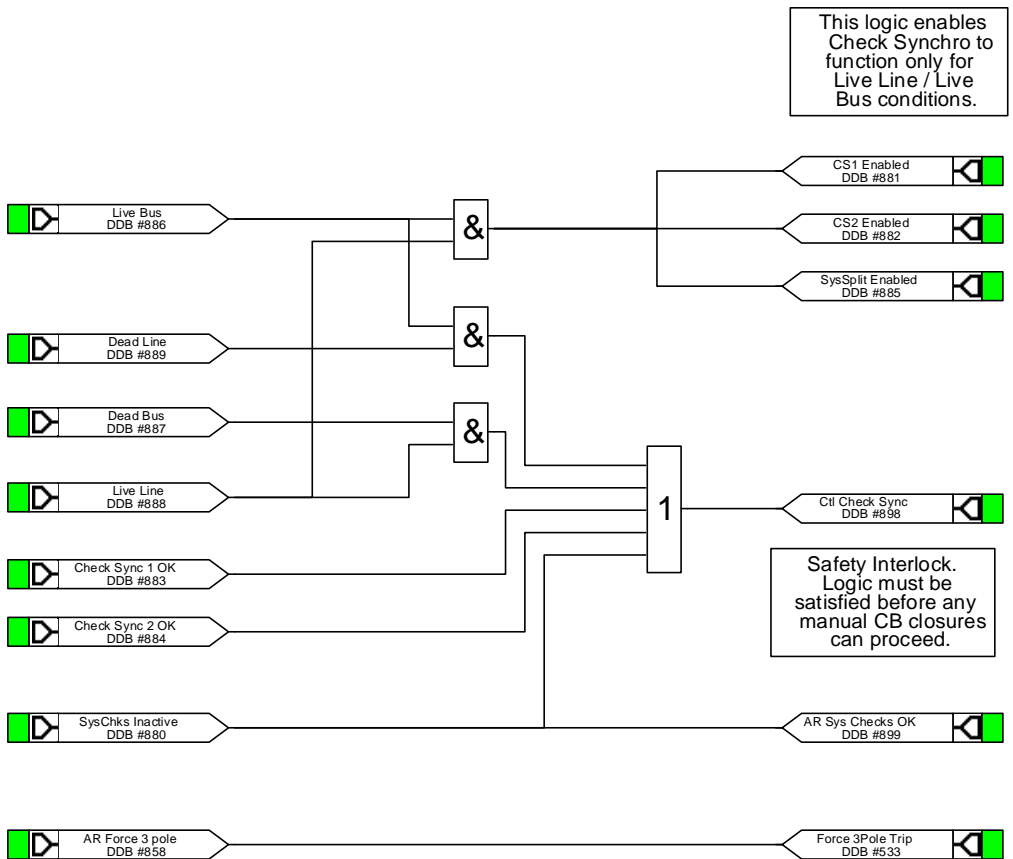 This logic enables
Check Synchro to
function only for
Live Line / Live
Bus conditions.
CS1 Enabled
DDB #881
Live Bus
DDB #886
&
CS2 Enabled
DDB #882
SysSplit Enabled
DDB #885
Dead Line
DDB #889
&
Dead Bus
DDB #887
&
Live Line
DDB #888
1
Ctl Check Sync
DDB #898
Check Sync 1 OK
DDB #883
Safety Interlock.
Logic must be
satisfied before any
manual CB closures
can proceed.
Check Sync 2 OK
DDB #884
SysChks Inactive
DDB #880
AR Sys Checks OK
DDB #899
AR Force 3 pole
DDB #858
Force 3Pole Trip
DDB #533